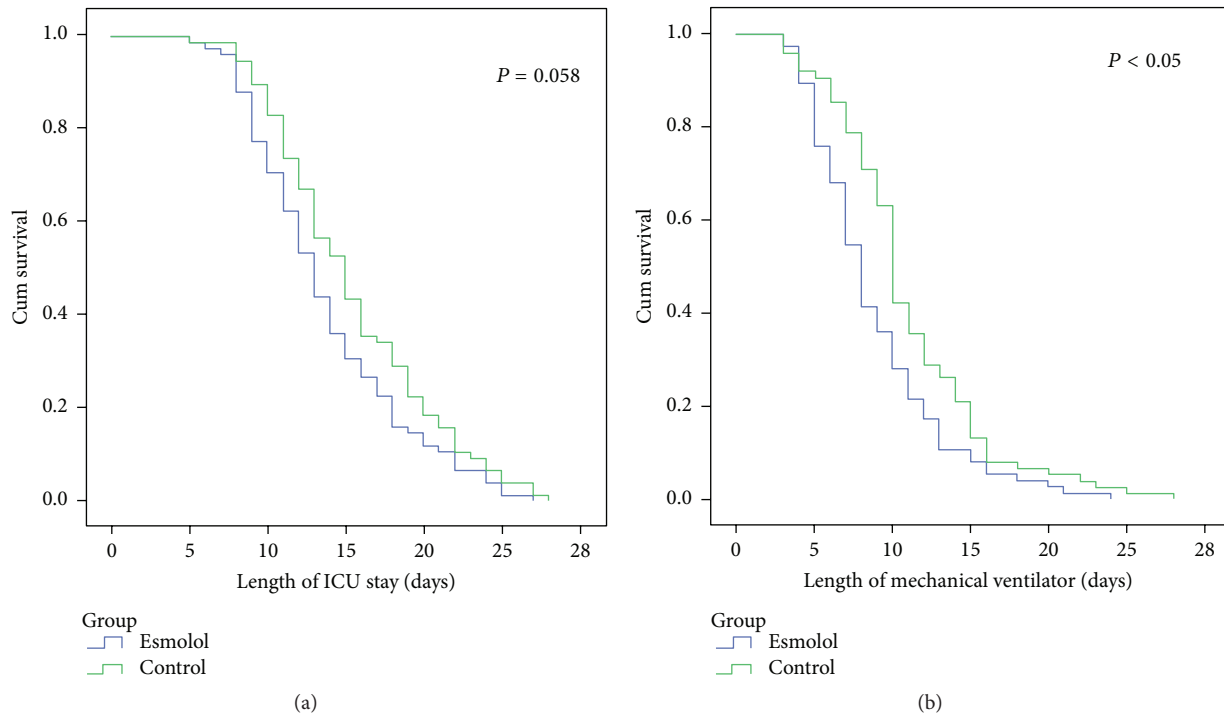 1.0
0.8
0.6
0.4
0.2
0.0
Cum survival
P = 0.058
0 5 10 15 20 25 28
Length of ICU stay (days)
Group
Esmolol
Control
(a)
1.0
0.8
0.6
0.4
0.2
0.0
Cum survival
P < 0.05
0 5 10 15 20 25 28
Length of mechanical ventilator (days)
Group
Esmolol
Control
(b)